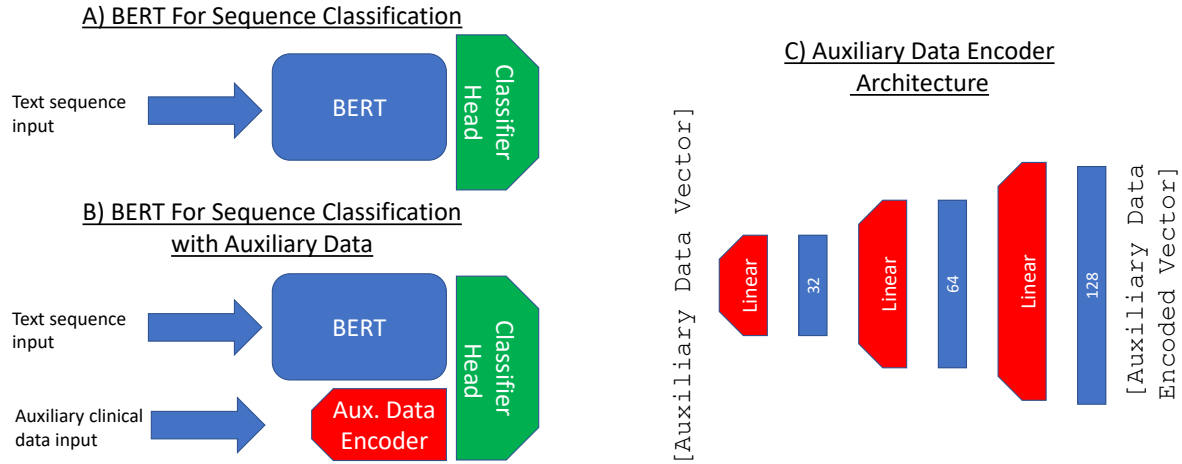 A) BERT For Sequence Classification
Text sequence
input
BERT
Classifier
Head
B) BERT For Sequence Classification
with Auxiliary Data
Text sequence
input
BERT
Classifier
Head
Auxiliary clinical
data input
Aux. Data
Encoder
C) Auxiliary Data Encoder
Architecture
[Auxiliary Data Vector]
Linear
32
Linear
64
Linear
128
[Auxiliary Data
Encoded Vector]